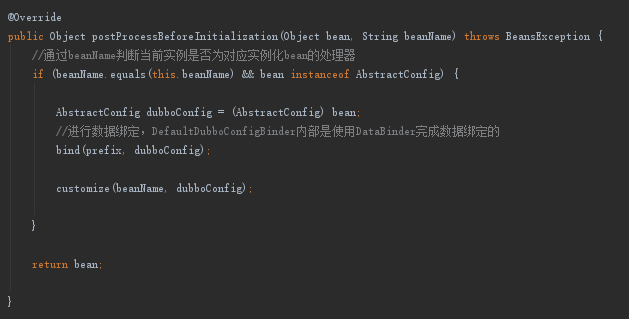 @Override
public Object postProcessBeforeInitialization(Object bean, String beanName) throws BeansException {
//通过beanName判断当前实例是否为对应实例化bean的处理器
if (beanName.equals(this.beanName) && bean instanceof AbstractConfig) {
AbstractConfig dubboConfig = (AbstractConfig) bean;
//进行数据绑定，DefaultDubboConfigBinder内部是使用DataBinder完成数据绑定的
bind(prefix, dubboConfig);
customize(beanName, dubboConfig);
}
return bean;
}